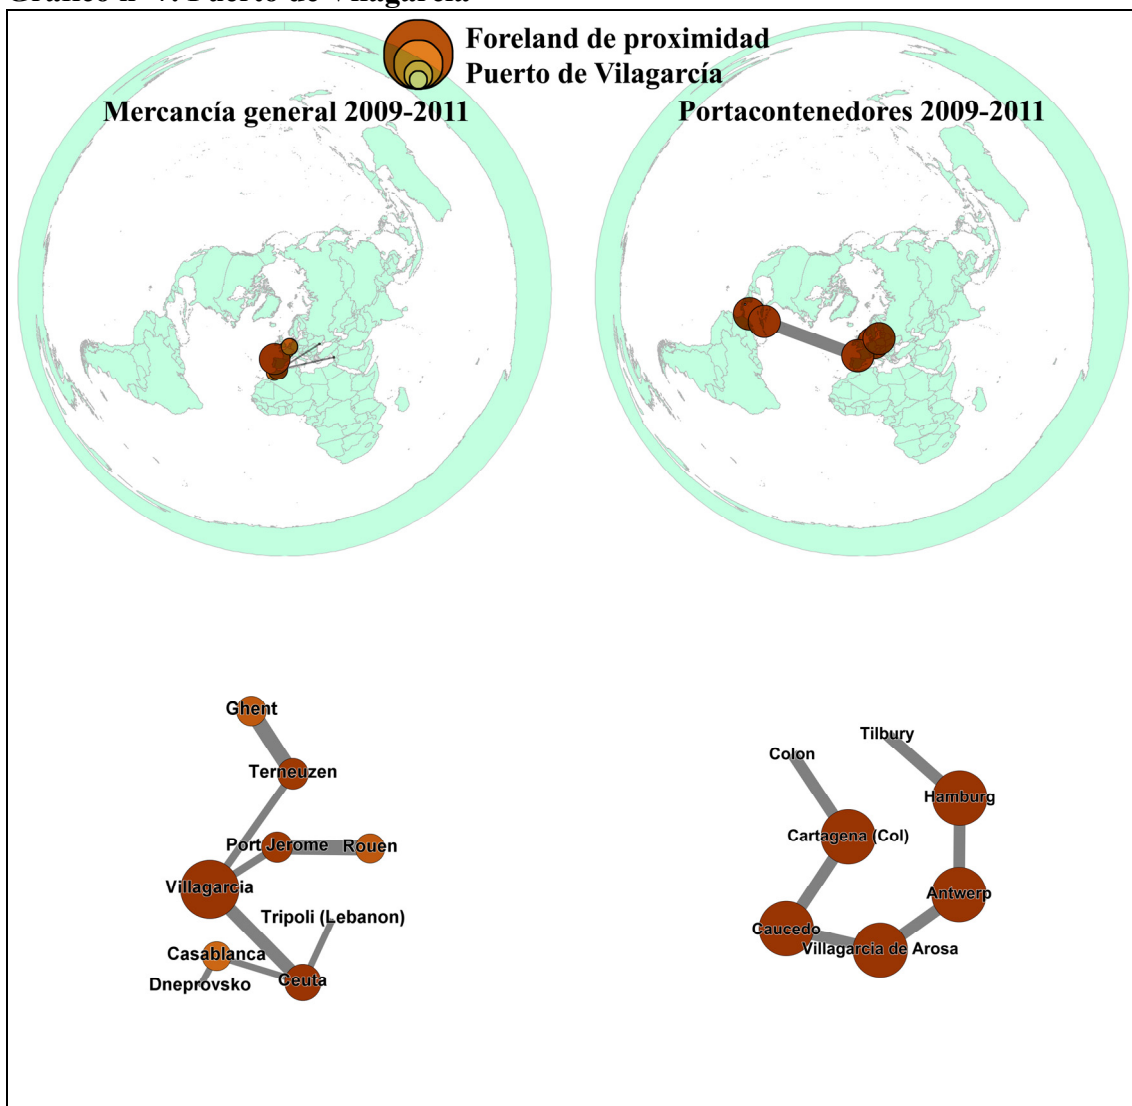 Foreland de proximidad
Puerto de Vilagarcía
Mercancía general 2009-2011
Portacontenedores 2009-2011
Ghent
Terneuzen
Port Jerome
Rouen
Villagarcia
Tripoli (Lebanon)
Casablanca
Dneprovsko
Ceuta
Tilbury
Colon
Hamburg
Cartagena (Col)
Antwerp
Caucedo
Villagarcia de Arosa